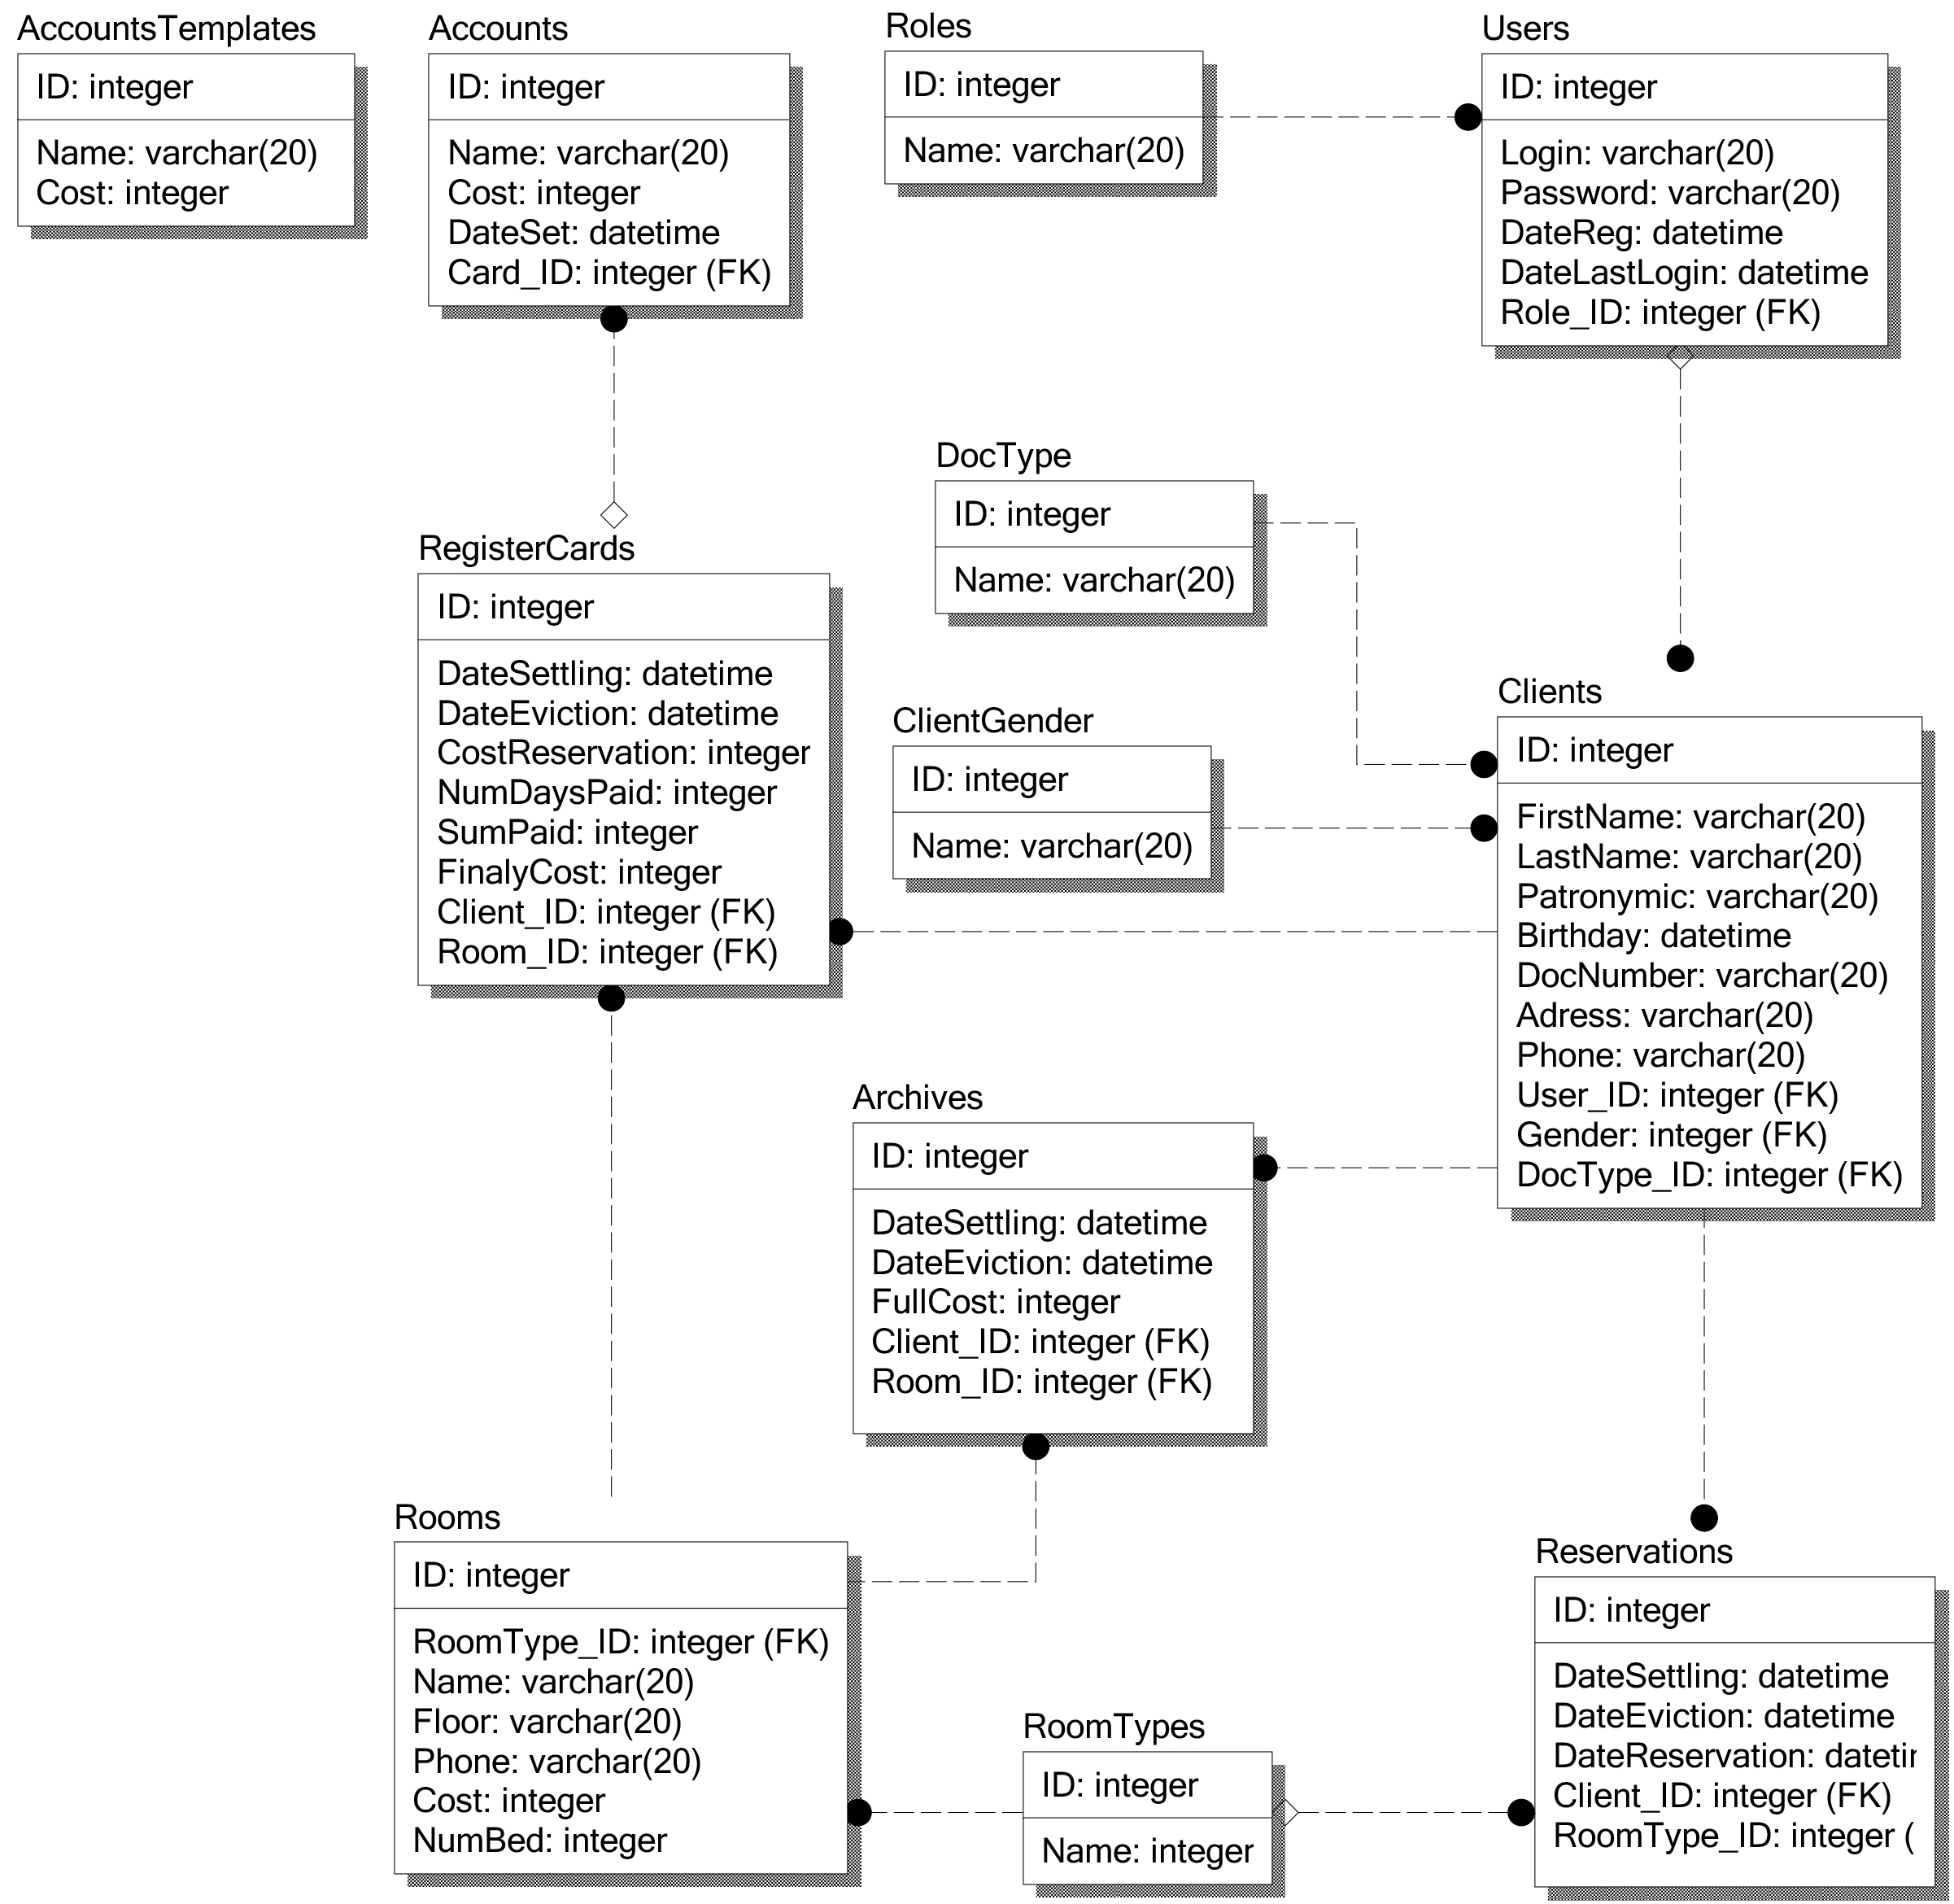 AccountsTemplates
ID: integer
Name: varchar(20)
Cost: integer
Accounts
ID: integer
Name: varchar(20)
Cost: integer
DateSet: datetime
Card_ID: integer (FK)
Roles
ID: integer
Name: varchar(20)
Users
ID: integer
Login: varchar(20)
Password: varchar(20)
DateReg: datetime
DateLastLogin: datetime
Role_ID: integer (FK)
DocType
ID: integer
Name: varchar(20)
RegisterCards
ID: integer
DateSettling: datetime
DateEviction: datetime
CostReservation: integer
NumDaysPaid: integer
SumPaid: integer
FinalyCost: integer
Client_ID: integer (FK)
Room_ID: integer (FK)
ClientGender
ID: integer
Name: varchar(20)
Clients
ID: integer
FirstName: varchar(20)
LastName: varchar(20)
Patronymic: varchar(20)
Birthday: datetime
DocNumber: varchar(20)
Adress: varchar(20)
Phone: varchar(20)
User_ID: integer (FK)
Gender: integer (FK)
DocType_ID: integer (FK)
Archives
ID: integer
DateSettling: datetime
DateEviction: datetime
FullCost: integer
Client_ID: integer (FK)
Room_ID: integer (FK)
Rooms
ID: integer
RoomType_ID: integer (FK)
Name: varchar(20)
Floor: varchar(20)
Phone: varchar(20)
Cost: integer
NumBed: integer
RoomTypes
ID: integer
Name: integer
Reservations
ID: integer
DateSettling: datetime
DateEviction: datetime
DateReservation:
Client_ID: integer (FK)
RoomType_ID: integer (